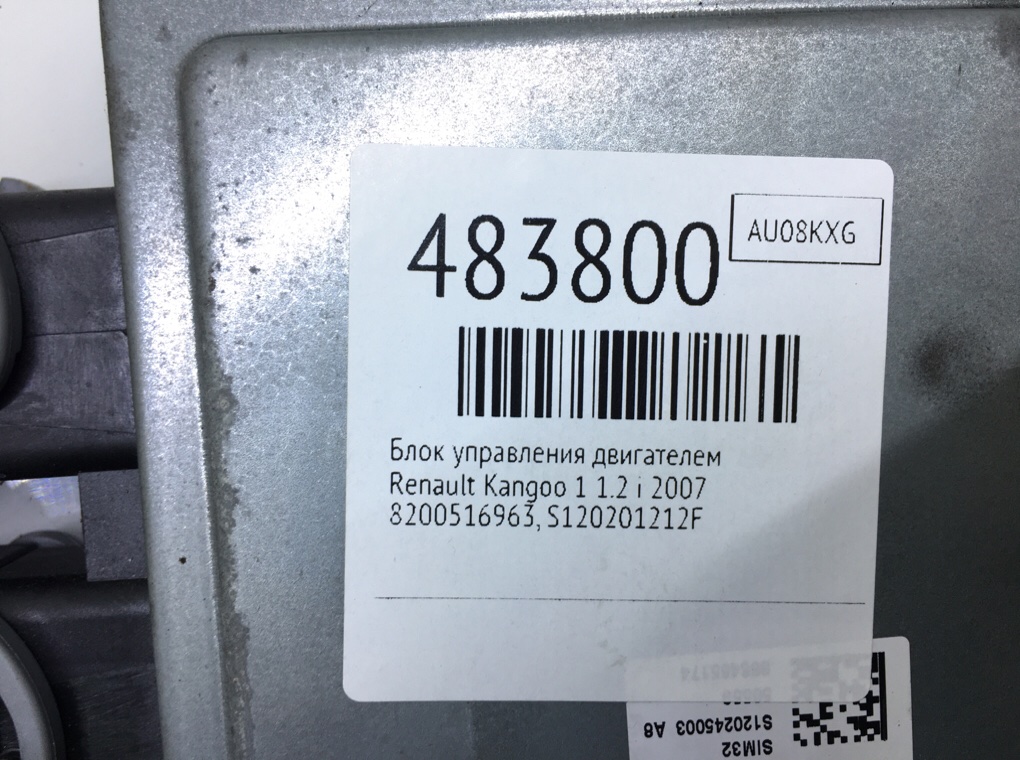 483800
AU08KXG
Блок управления двигателем
Renault Kangoo 1 1.2 i 2007
8200516963, S120201212F
SIM32
S120245003 A8